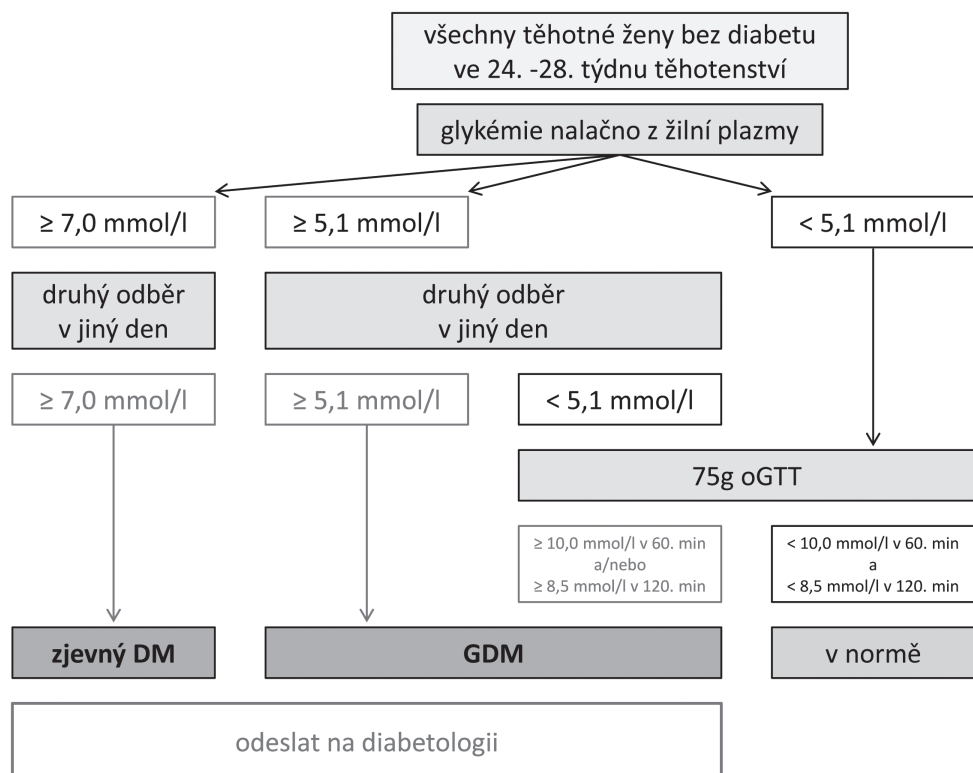 všechny těhotné ženy bez diabetu
ve 24. -28. týdnu těhotenství
glykémie nalačno z žilní plazmy
≥ 7,0 mmol/l
≥ 5,1 mmol/l
< 5,1 mmol/l
druhý odběr
v jiný den
druhý odběr
v jiný den
≥ 7,0 mmol/l
≥ 5,1 mmol/l
< 5,1 mmol/l
75g oGTT
≥ 10,0 mmol/l v 60. min
a/nebo
≥ 8,5 mmol/l v 120. min
< 10,0 mmol/l v 60. min
a
< 8,5 mmol/l v 120. min
zjevný DM
GDM
v normě
odeslat na diabetologii